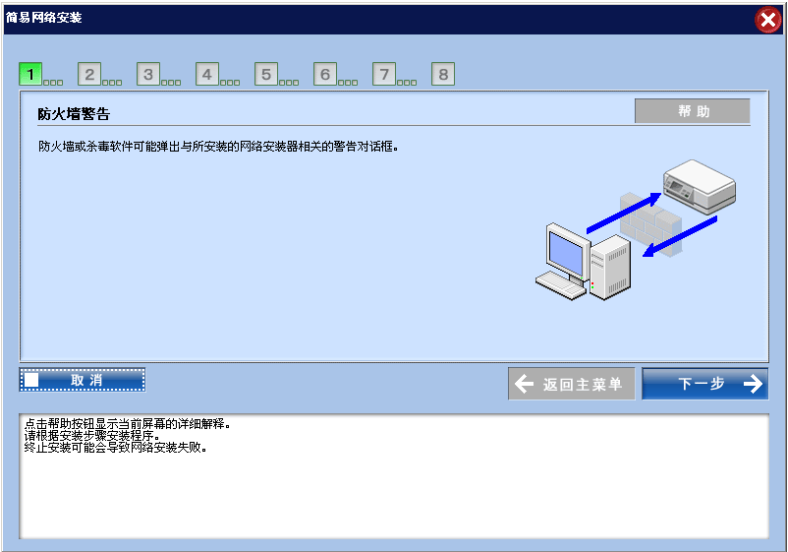 简易网络安装
1 2 3 4 5 6 7 8
防火墙警告
帮助
防火墙或杀毒软件可能弹出与所安装的网络安装器相关的警告对话框。
取消
返回主菜单
下一步
点击帮助按钮显示当前屏幕的详细解释。
请根据安装步骤安装程序。
终止安装可能会导致网络安装失败。